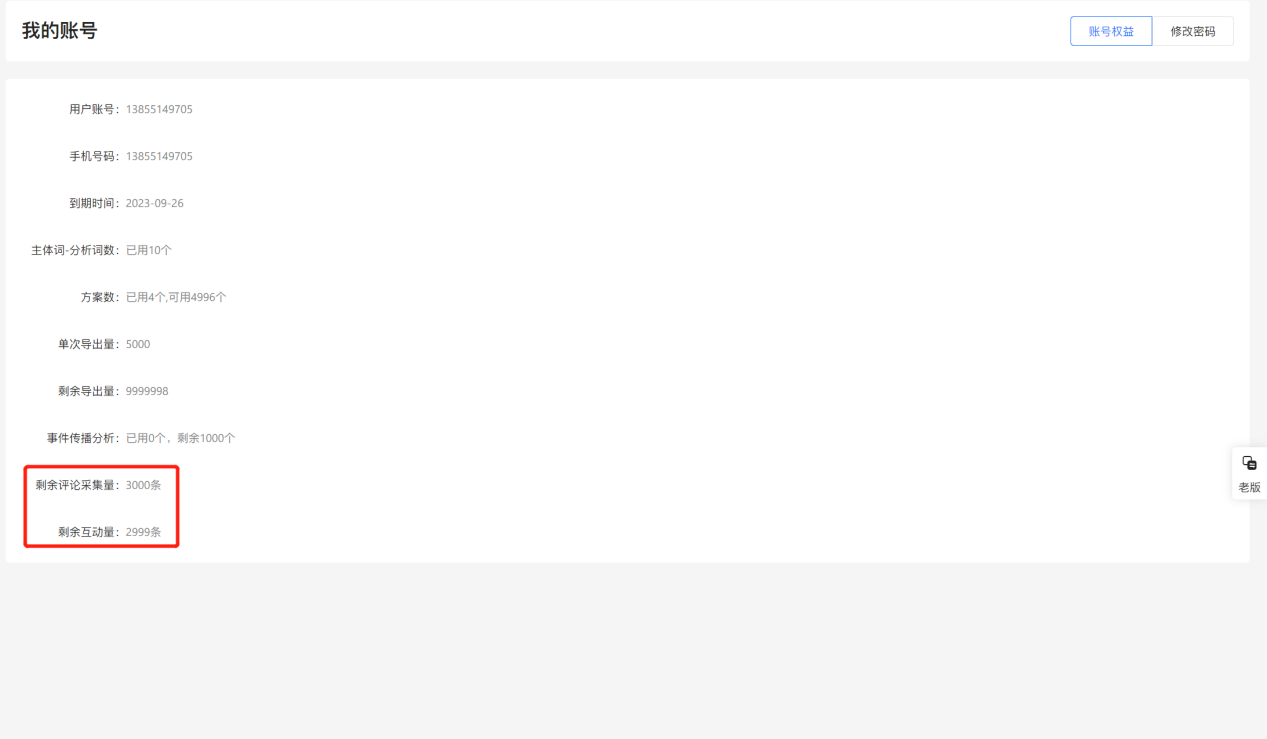 我的账号
账号权益
修改密码
用户账号：13855149705
手机号码：13855149705
到期时间：2023-09-26
主体词-分析词数：已用10个
方案数：已用4个,可用4996个
单次导出量：5000
剩余导出量：9999998
事件传播分析：已用0个，剩余1000个
剩余评论采集量：3000条
老版
剩余互动量：2999条